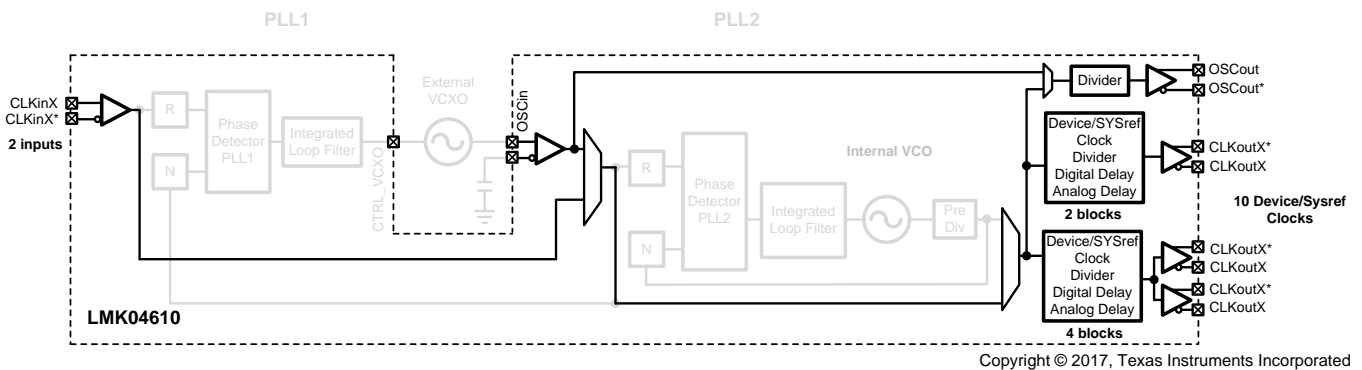 PLL1
PLL2
CLKinX
CLKinX*
2 inputs
R
N
Phase
Detector
PLL1
Integrated
Loop Filter
CTRL_VCXO
External
VCXO
OSCin
R
N
Phase
Detector
PLL2
Integrated
Loop Filter
Internal VCO
Pre
Div
Divider
OSCout
OSCout*
Device/SYSref
Clock
Divider
Digital Delay
Analog Delay
2 blocks
CLKoutX*
CLKoutX
10 Device/Sysref
Clocks
Device/SYSref
Clock
Divider
Digital Delay
Analog Delay
4 blocks
CLKoutX*
CLKoutX
CLKoutX*
CLKoutX
LMK04610
Copyright © 2017, Texas Instruments Incorporated